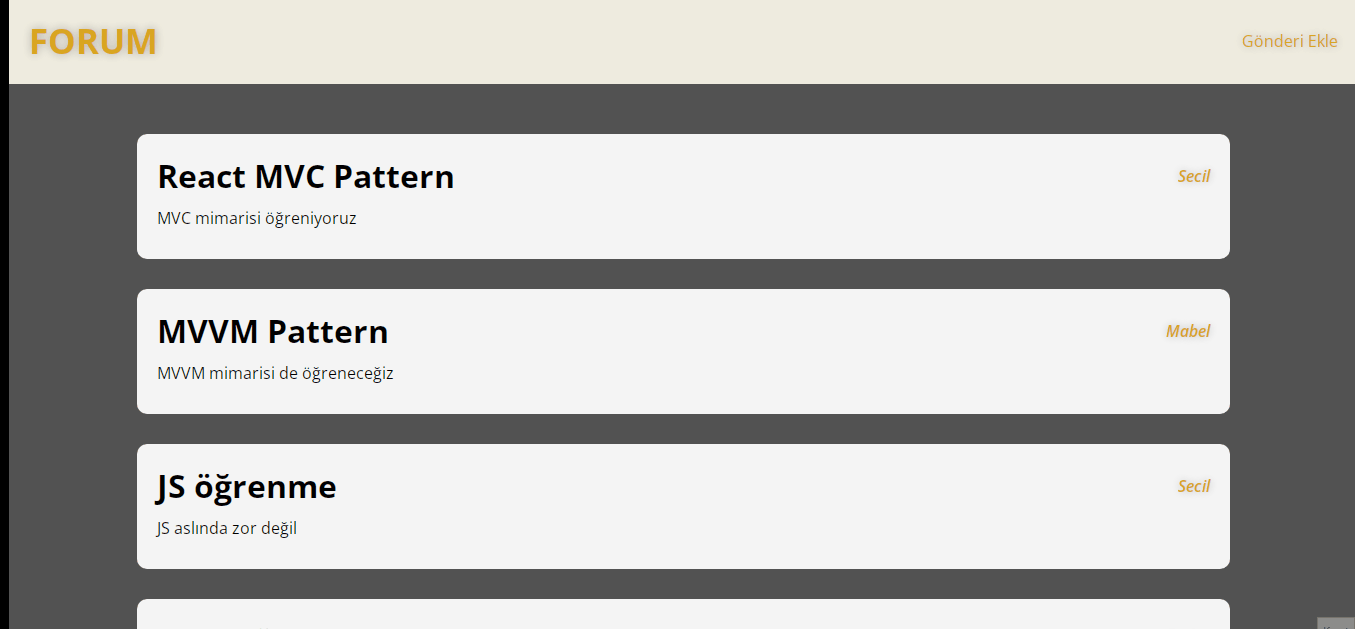 FORUM
Gönderi Ekle
React MVC Pattern
Secil
MVC mimarisi öğreniyoruz
MVVM Pattern
Mabel
MVVM mimarisi de öğreneceğiz
JS öğrenme
Secil
JS aslında zor değil